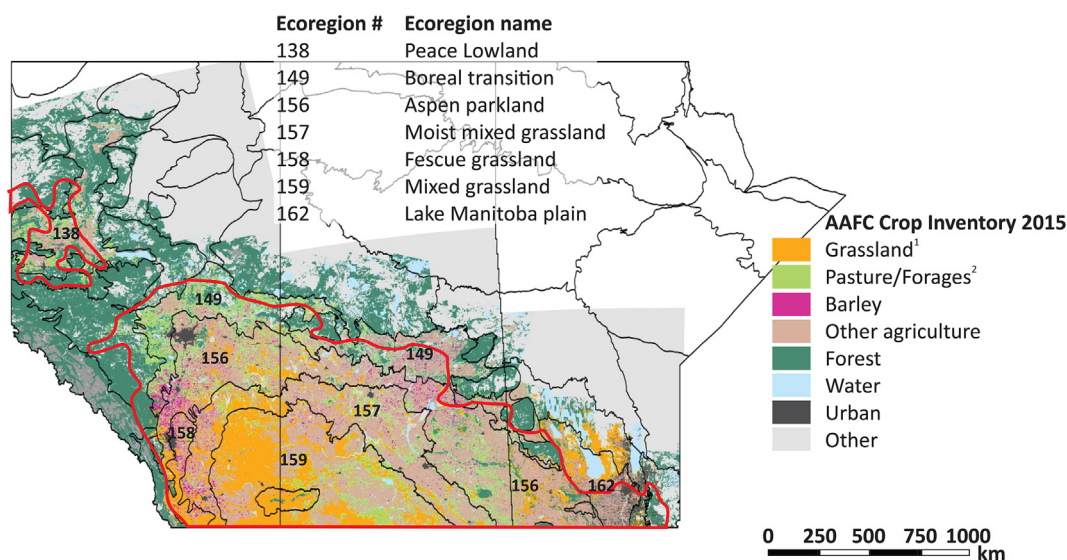 Ecoregion # Ecoregion name
138 Peace Lowland
149 Boreal transition
156 Aspen parkland
157 Moist mixed grassland
158 Fescue grassland
159 Mixed grassland
162 Lake Manitoba plain
138
149
149
156
157
158
159
156
162
AAFC Crop Inventory 2015
Grassland¹
Pasture/Forages²
Barley
Other agriculture
Forest
Water
Urban
Other
0 250 500 750 1000
km